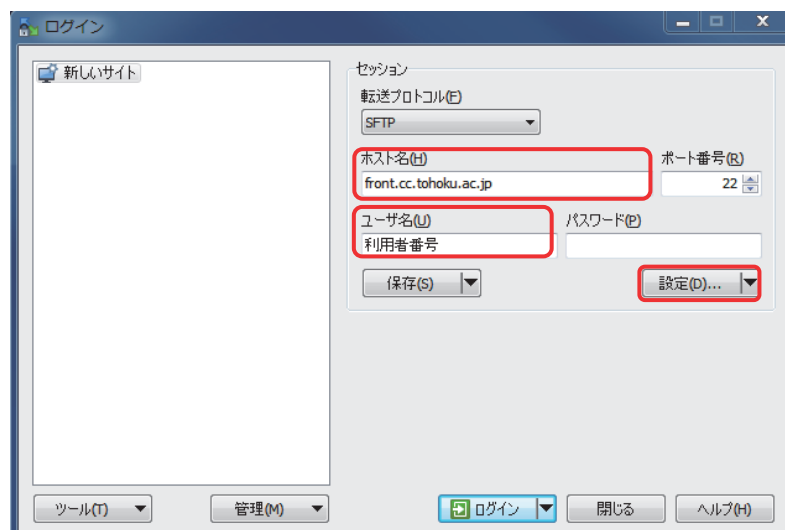 ログイン
新しいサイト
セッション
転送プロトコル(F)
SFTP
ホスト名(H)
ポート番号(R)
front.cc.tohoku.ac.jp
22
ユーザ名(U)
パスワード(P)
利用者番号
保存(S)
設定(D)...
ツール(T)
管理(M)
ログイン
閉じる
ヘルプ(H)